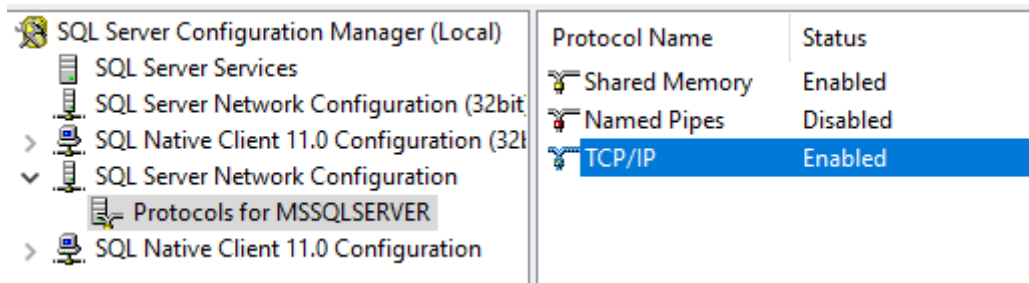 SQL Server Configuration Manager (Local)
SQL Server Services
SQL Server Network Configuration (32bit
SQL Native Client 11.0 Configuration (32
SQL Server Network Configuration
Protocols for MSSQLSERVER
SQL Native Client 11.0 Configuration
Protocol Name Status
Shared Memory Enabled
Named Pipes Disabled
TCP/IP Enabled